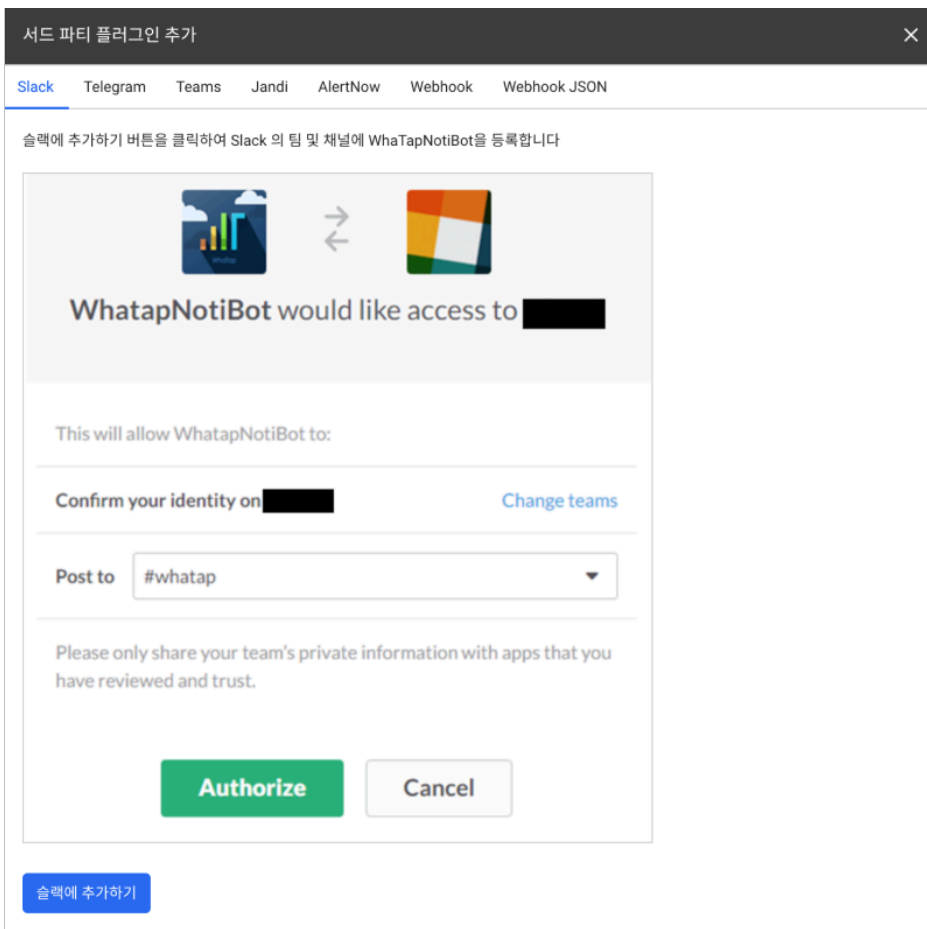 서드 파티 플러그인 추가
Slack Telegram Teams Jandi AlertNow Webhook Webhook JSON
슬랙에 추가하기 버튼을 클릭하여 Slack 의 팀 및 채널에 WhaTapNotiBot을 등록합니다
whatap
WhatapNotiBot would like access to
This will allow WhatapNotiBot to:
Confirm your identity on
Change teams
Post to #whatap
Please only share your team's private information with apps that you
have reviewed and trust.
Authorize Cancel
슬랙에 추가하기